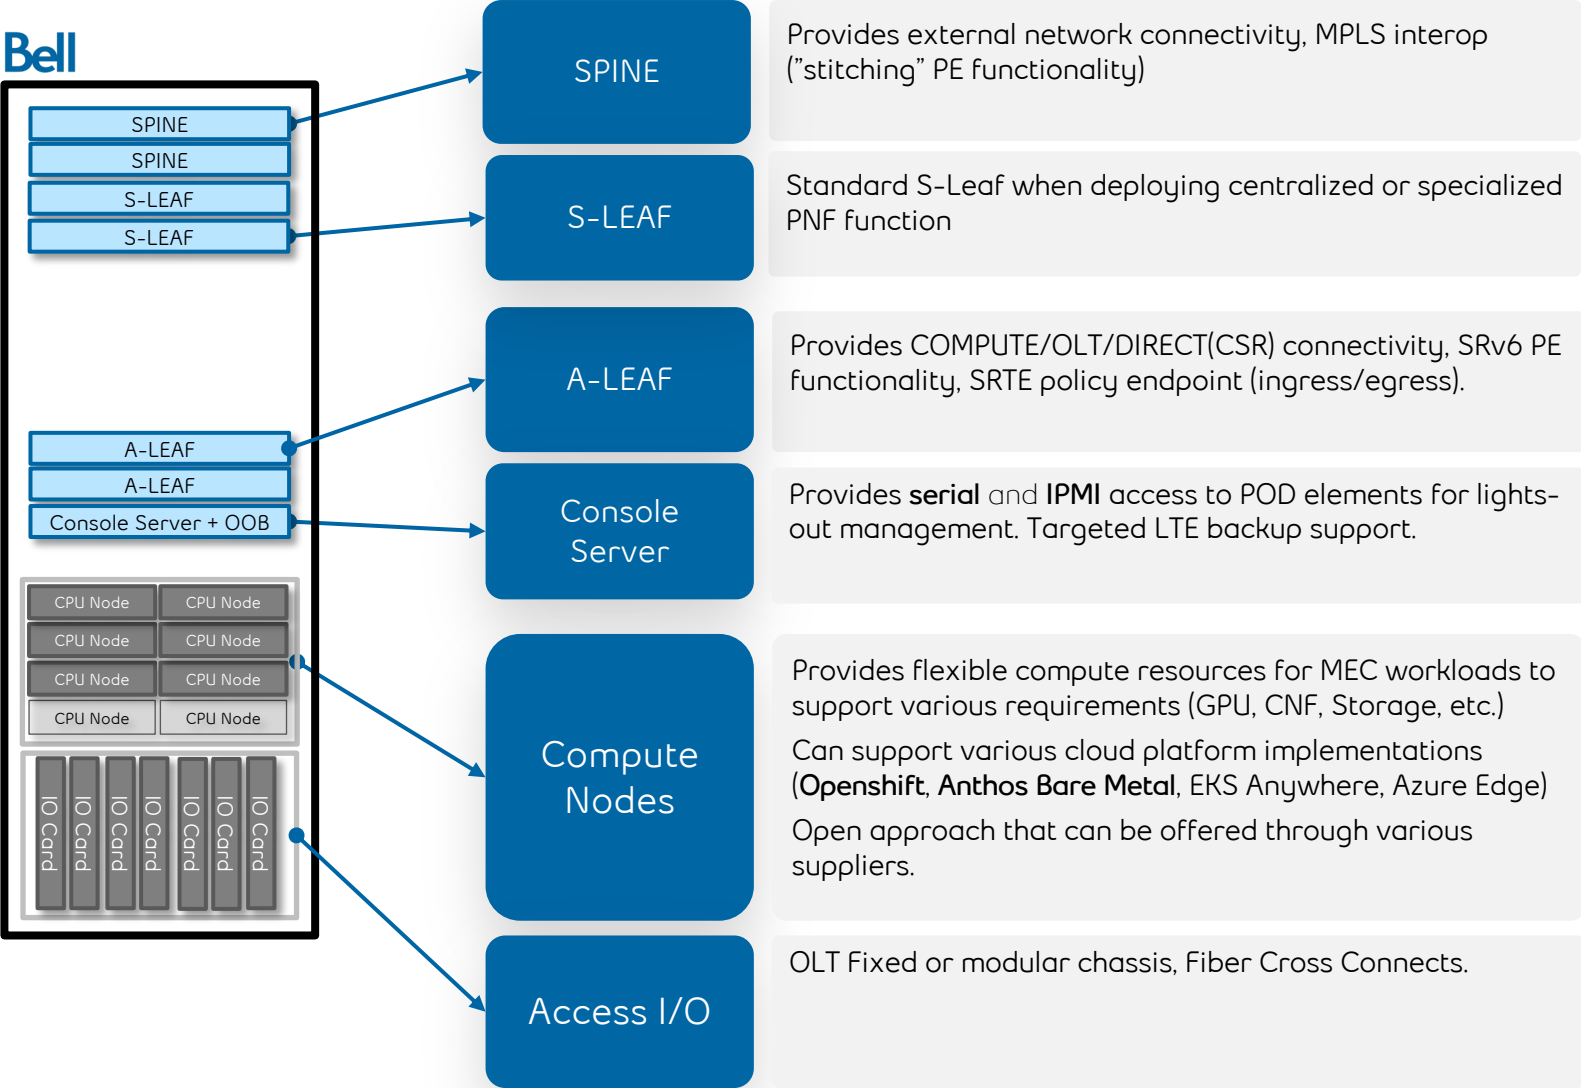 Bell
SPINE
SPINE
S-LEAF
S-LEAF
A-LEAF
A-LEAF
Console Server + OOB
CPU Node CPU Node
CPU Node CPU Node
CPU Node CPU Node
CPU Node CPU Node
IO Card
IO Card
IO Card
IO Card
IO Card
IO Card
IO Card
SPINE
Provides external network connectivity, MPLS interop
(”stitching” PE functionality)
S-LEAF
Standard S-Leaf when deploying centralized or specialized
PNF function
A-LEAF
Provides COMPUTE/OLT/DIRECT(CSR) connectivity, SRv6 PE
functionality, SRTE policy endpoint (ingress/egress).
Console
Server
Provides serial and IPMI access to POD elements for lights-
out management. Targeted LTE backup support.
Compute
Nodes
Provides flexible compute resources for MEC workloads to
support various requirements (GPU, CNF, Storage, etc.)
Can support various cloud platform implementations
(Openshift, Anthos Bare Metal, EKS Anywhere, Azure Edge)
Open approach that can be offered through various
suppliers.
Access I/O
OLT Fixed or modular chassis, Fiber Cross Connects.